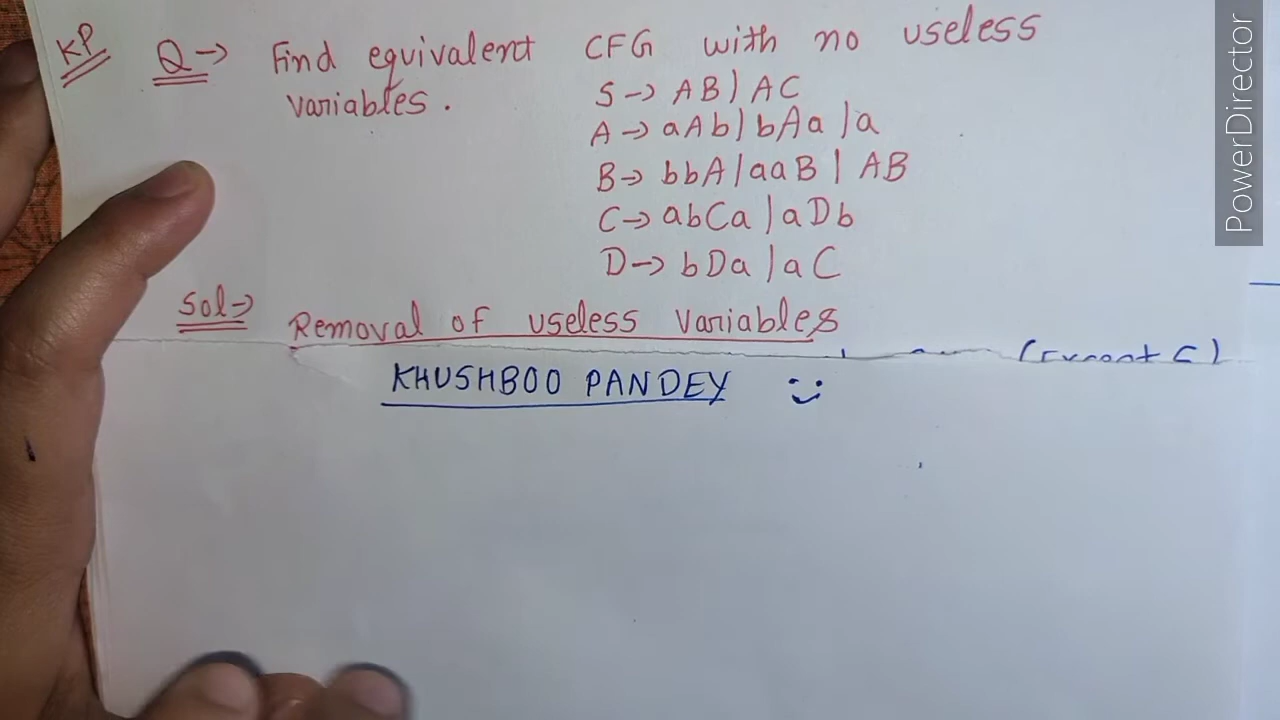 KP Q→ Find equivalent CFG with no useless
variables.
S→ AB|AC
A→ aAb|bAa|a
B→ bbA|aaB|AB
C→ abCa|aDb
D→ bDa|aC
Sol→ Removal of useless variables
KHUSHBOO PANDEY
PowerDirector